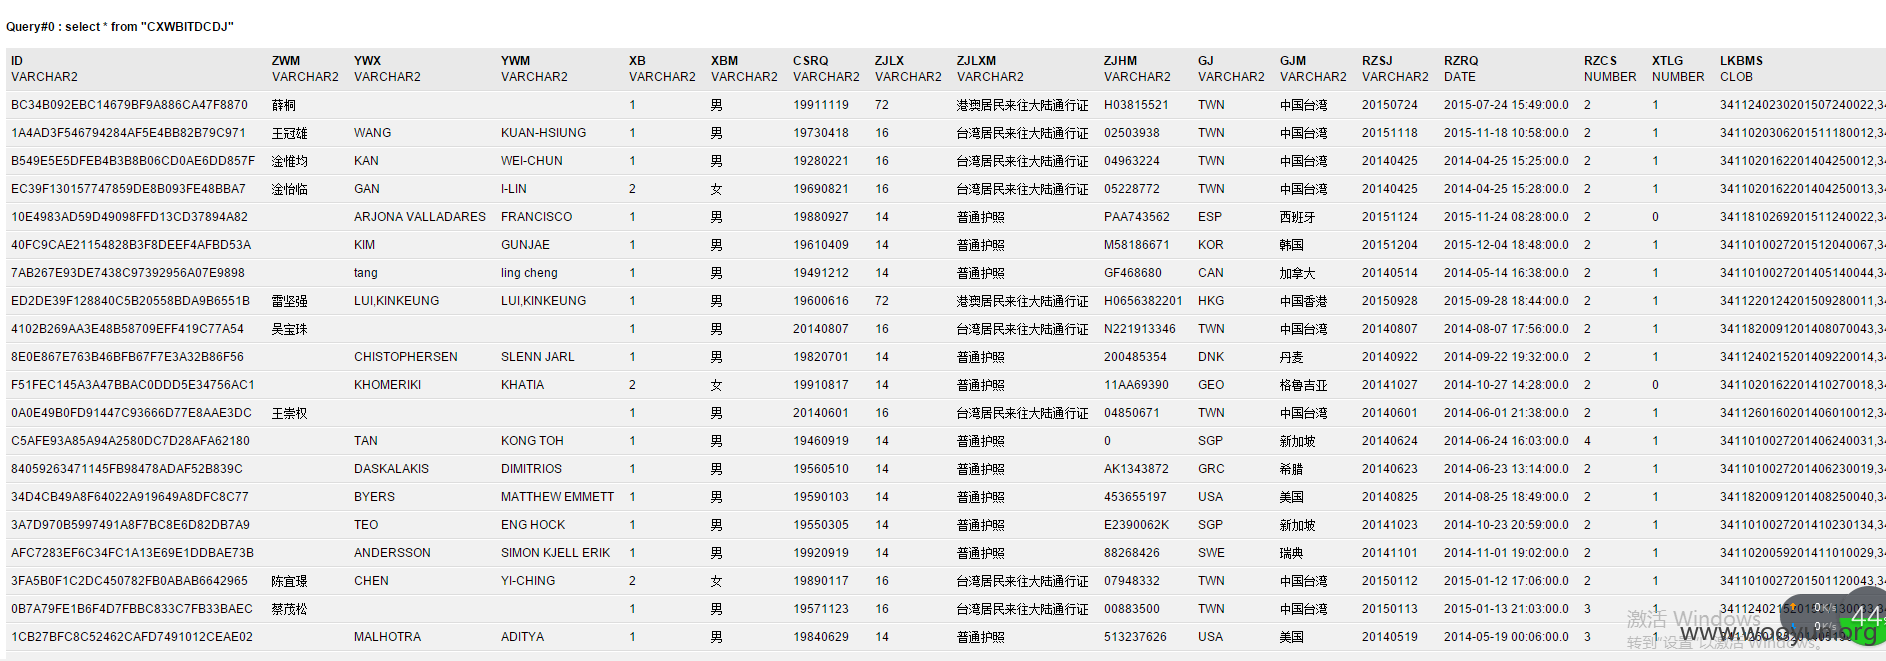 Query#0 : select * from "CXWBITDCDJ"
ID ZWM YWX YWM XB XBM CSRQ ZJLX ZJLXM ZJHM GJ GJM RZSJ RZRQ RZCS XTLG LKBMS
VARCHAR2 VARCHAR2 VARCHAR2 VARCHAR2 VARCHAR2 VARCHAR2 VARCHAR2 VARCHAR2 VARCHAR2 VARCHAR2 VARCHAR2 VARCHAR2 VARCHAR2 DATE NUMBER NUMBER CLOB
BC34B092EBC14679BF9A886CA47F8870 薛桐 1 男 19911119 72 港澳居民来往大陆通行证 H03815521 TWN 中国台湾 20150724 2015-07-24 15:49:00.0 2 1 3411240230201507240022,34
1A4AD3F546794284AF5E4BB82B79C971 王冠雄 WANG KUAN-HSIUNG 1 男 19730418 16 台湾居民来往大陆通行证 02503938 TWN 中国台湾 20151118 2015-11-18 10:58:00.0 2 1 3411020306201511180012,34
B549E5E5DFEB4B3B8B06CD0AE6DD857F KAN WEI-CHUN 1 男 19280221 16 台湾居民来往大陆通行证 04963224 TWN 中国台湾 20140425 2014-04-25 15:25:00.0 2 1 3411020162201404250012,34
EC39F130157747859DE8B093FE48BBA7 GAN I-LIN 2 女 19690821 16 台湾居民来往大陆通行证 05228772 TWN 中国台湾 20140425 2014-04-25 15:28:00.0 2 1 3411020162201404250013,34
10E4983AD59D49098FFD13CD37894A82 ARJONA VALLADARES FRANCISCO 1 男 19880927 14 普通护照 PAA743562 ESP 西班牙 20151124 2015-11-24 08:28:00.0 2 0 3411810269201511240022,34
40FC9CAE21154828B3F8DEEF4AFBD53A KIM GUNJAE 1 男 19610409 14 普通护照 M58186671 KOR 韩国 20151204 2015-12-04 18:48:00.0 2 1 3411010027201512040067,34
7AB267E93DE7438C97392956A07E9898 tang ling cheng 1 男 19491212 14 普通护照 GF468680 CAN 加拿大 20140514 2014-05-14 16:38:00.0 2 1 3411010027201405140044,34
ED2DE39F128840C5B20558BDA9B6551B 雷坚强 LUI,KINKEUNG LUI,KINKEUNG 1 男 19600616 72 港澳居民来往大陆通行证 H0656382201 HKG 中国香港 20150928 2015-09-28 18:44:00.0 2 1 3411220124201509280011,34
4102B269AA3E48B58709EFF419C77A54 吴宝珠 1 男 20140807 16 台湾居民来往大陆通行证 N221913346 TWN 中国台湾 20140807 2014-08-07 17:56:00.0 2 1 3411820091201408070043,34
8E0E867E763B46BFB67F7E3A32B86F56 CHISTOPHERSEN SLENN JARL 1 男 19820701 14 普通护照 200485354 DNK 丹麦 20140922 2014-09-22 19:32:00.0 2 1 3411240215201409220014,34
F51FEC145A3A47BBAC0DDD5E34756AC1 KHOMERIKI KHATIA 2 女 19910817 14 普通护照 11AA69390 GEO 格鲁吉亚 20141027 2014-10-27 14:28:00.0 2 0 3411020162201410270018,34
0A0E49B0FD91447C93666D77E8AAE3DC 王崇权 1 男 20140601 16 台湾居民来往大陆通行证 04850671 TWN 中国台湾 20140601 2014-06-01 21:38:00.0 2 1 3411260160201406010012,34
C5AFE93A85A94A2580DC7D28AFA62180 TAN KONG TOH 1 男 19460919 14 普通护照 0 SGP 新加坡 20140624 2014-06-24 16:03:00.0 4 1 3411010027201406240031,34
84059263471145FB98478ADAF52B839C DASKALAKIS DIMITRIOS 1 男 19560510 14 普通护照 AK1343872 GRC 希腊 20140623 2014-06-23 13:14:00.0 2 1 3411010027201406230019,34
34D4CB49A8F64022A919649A8DFC8C77 BYERS MATTHEW EMMETT 1 男 19590103 14 普通护照 453655197 USA 美国 20140825 2014-08-25 18:49:00.0 2 1 3411820091201408250040,34
3A7D970B5997491A8F7BC8E6D82DB7A9 TEO ENG HOCK 1 男 19550305 14 普通护照 E2390062K SGP 新加坡 20141023 2014-10-23 20:59:00.0 2 1 3411010027201410230134,34
AFC7283EF6C34FC1A13E69E1DDBAE73B ANDERSSON SIMON KJELL ERIK 1 男 19920919 14 普通护照 88268426 SWE 瑞典 20141101 2014-11-01 19:02:00.0 2 1 3411020059201411010029,34
3FA5B0F1C2DC450782FB0ABAB6642965 陈宜璟 CHEN YI-CHING 2 女 19890117 16 台湾居民来往大陆通行证 07948332 TWN 中国台湾 20150112 2015-01-12 17:06:00.0 2 1 3411010027201501120043,34
0B7A79FE1B6F4D7FBBC833C7FB33BAEC 蔡茂松 1 男 19571123 16 台湾居民来往大陆通行证 00883500 TWN 中国台湾 20150113 2015-01-13 21:03:00.0 3 1
1CB27BFC8C52462CAFD7491012CEAE02 MALHOTRA ADITYA 1 男 19840629 14 普通护照 513237626 USA 美国 20140519 2014-05-19 00:06:00.0 3 1
激活 Windows
转到"设置"以激活 Windows。
0K/s
0K/s
44
www.wooyun.org